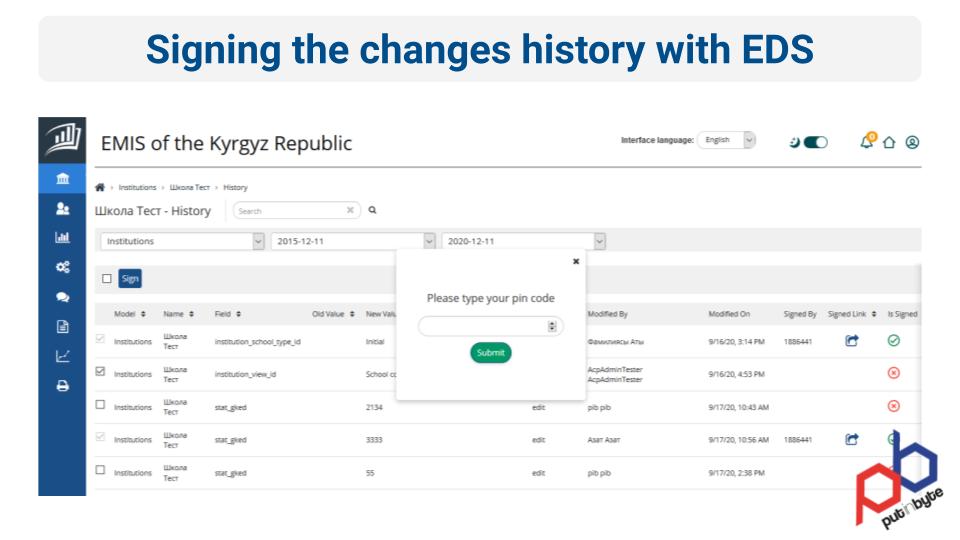 Signing the changes history with EDS
EMIS of the Kyrgyz Republic
Interface language: English
0
Institutions › Школа Тест › History
Школа Тест - History Search
Institutions 2015-12-11 2020-12-11
Sign
Please type your pin code
Submit
Model Name Field Old Value New Valu Modified By Modified On Signed By Signed Link Is Signed
Institutions Школа Тест institution_school_type_id Initial Фамилиясы Аты 9/16/20, 3:14 PM 1886441
Institutions Школа Тест institution_view_id School co AcpAdminTester AcpAdminTester 9/16/20, 4:53 PM
Institutions Школа Тест stat_gked 2134 edit pib pib 9/17/20, 10:43 AM
Institutions Школа Тест stat_gked 3333 edit Азат Азат 9/17/20, 10:56 AM 1886441
Institutions Школа Тест stat_gked 55 edit pib pib 9/17/20, 2:38 PM
putinbyte